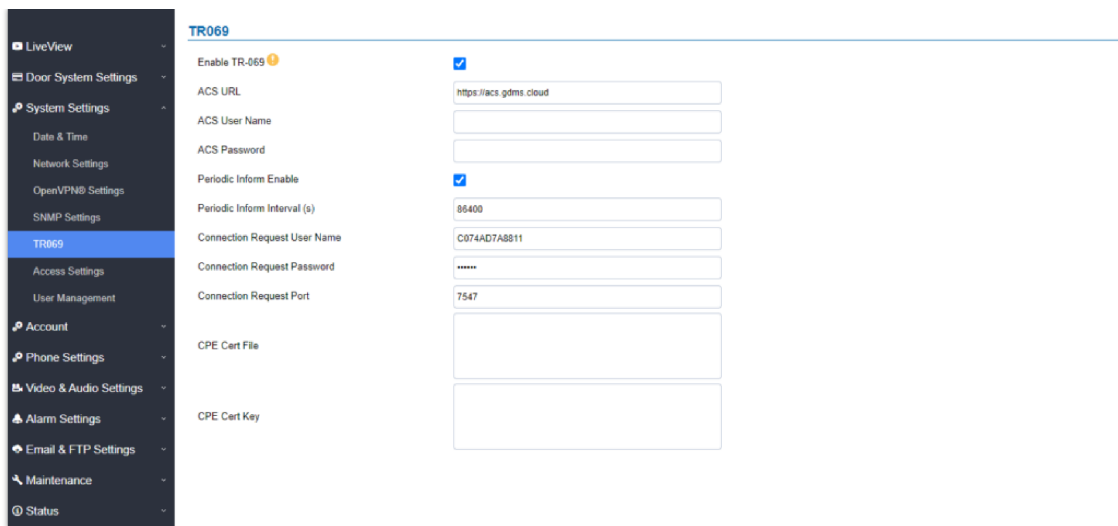 LiveView
Door System Settings
System Settings
Date & Time
Network Settings
OpenVPN® Settings
SNMP Settings
TR069
Access Settings
User Management
Account
Phone Settings
Video & Audio Settings
Alarm Settings
Email & FTP Settings
Maintenance
Status
TR069
Enable TR-069
ACS URL https://acs.gdms.cloud
ACS User Name
ACS Password
Periodic Inform Enable
Periodic Inform Interval (s) 86400
Connection Request User Name C074AD7A8811
Connection Request Password ••••••
Connection Request Port 7547
CPE Cert File
CPE Cert Key